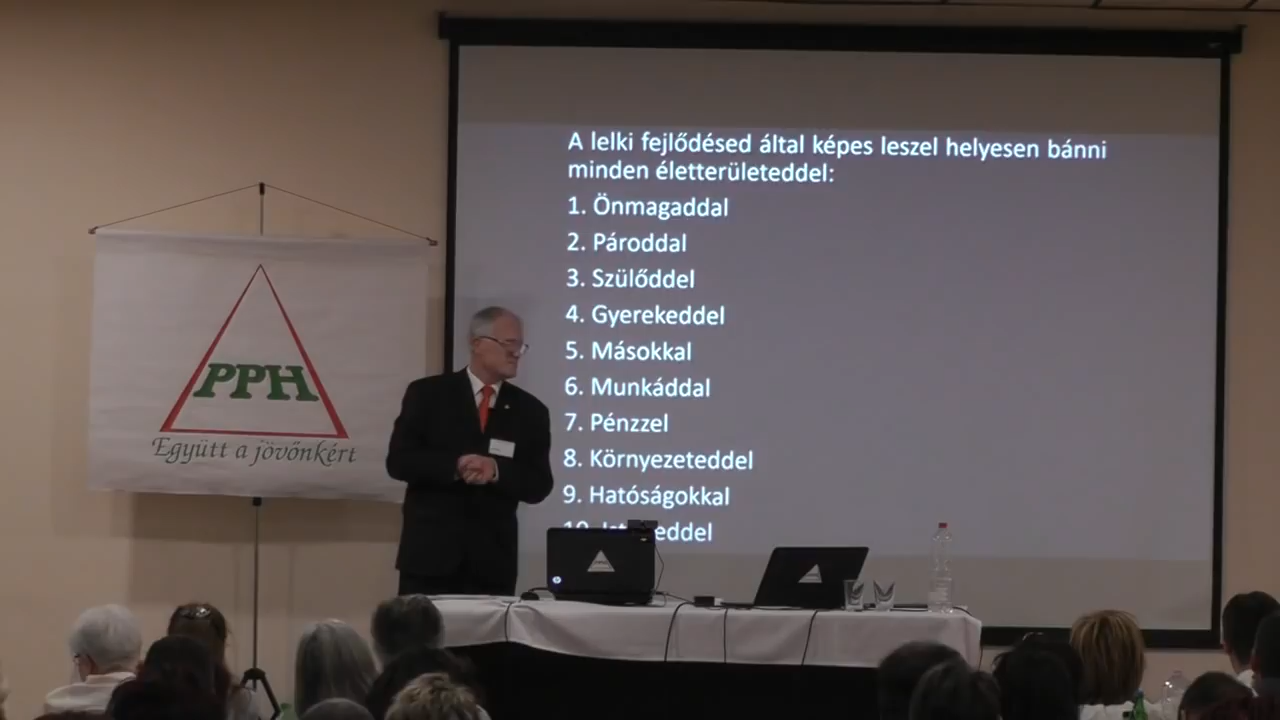 A lelki fejlődésed által képes leszel helyesen bánni
minden életterületeddel:
1. Önmagaddal
2. Pároddal
3. Szülőddel
4. Gyerekeddel
5. Másokkal
6. Munkáddal
7. Pénzzel
8. Környezeteddel
9. Hatóságokkal
10.
PPH
Együtt a jövőnkért